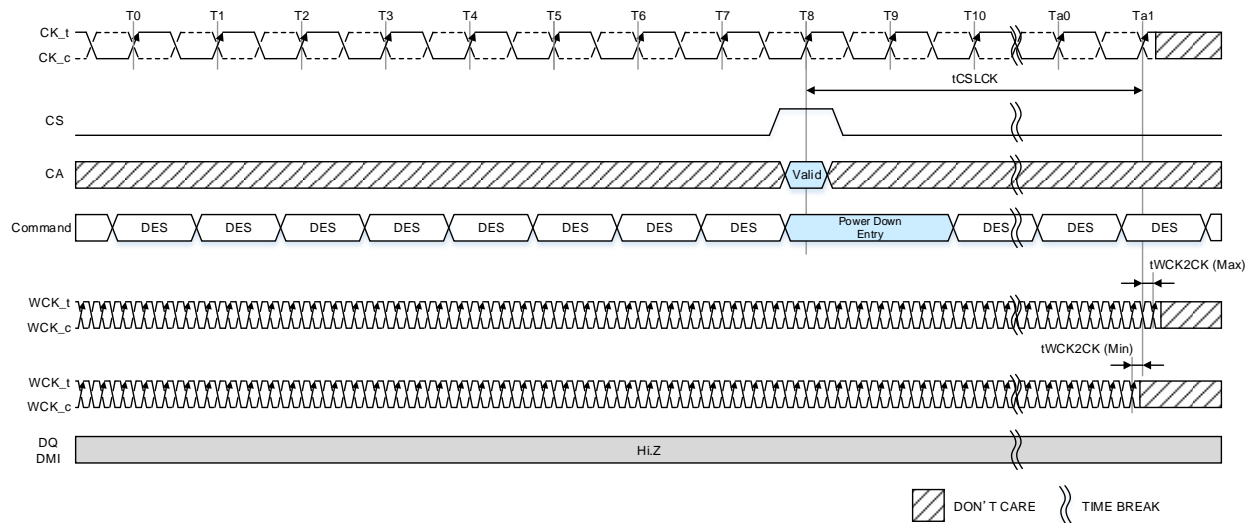 T0 T1 T2 T3 T4 T5 T6 T7 T8 T9 T10 Ta0 Ta1
CK_t
CK_c
tCSLCK
CS
CA Valid
Command DES DES DES DES DES DES DES DES Power Down Entry DES DES DES
tWCK2CK (Max)
WCK_t
WCK_c
tWCK2CK (Min)
WCK_t
WCK_c
DQ
DMI
Hi.Z
DON'T CARE TIME BREAK